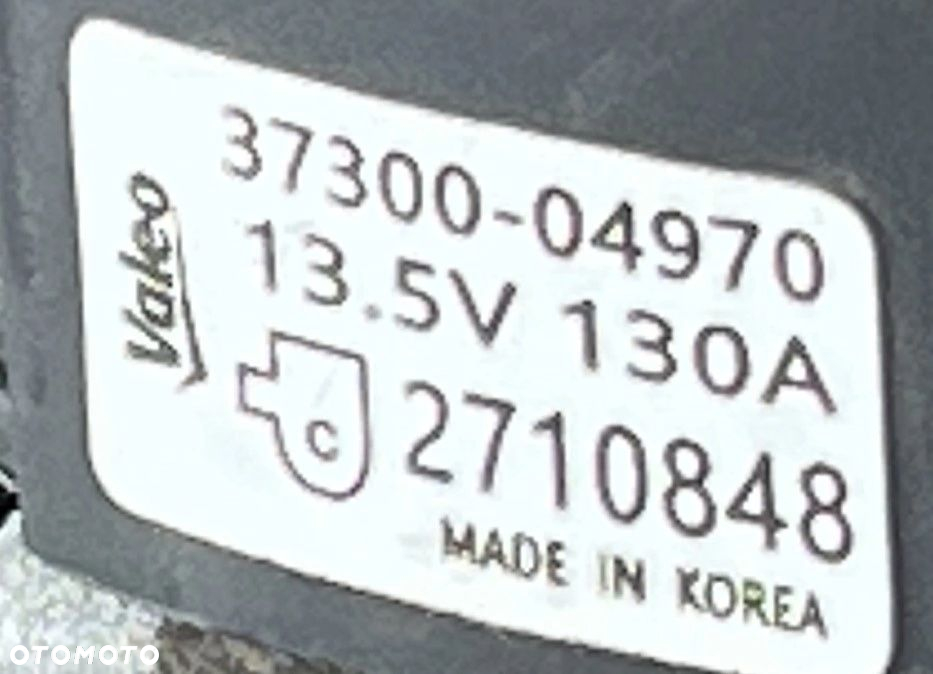 37300-04970
Valeo
13.5V 130A
C
2710848
MADE IN KOREA
OTOMOTO